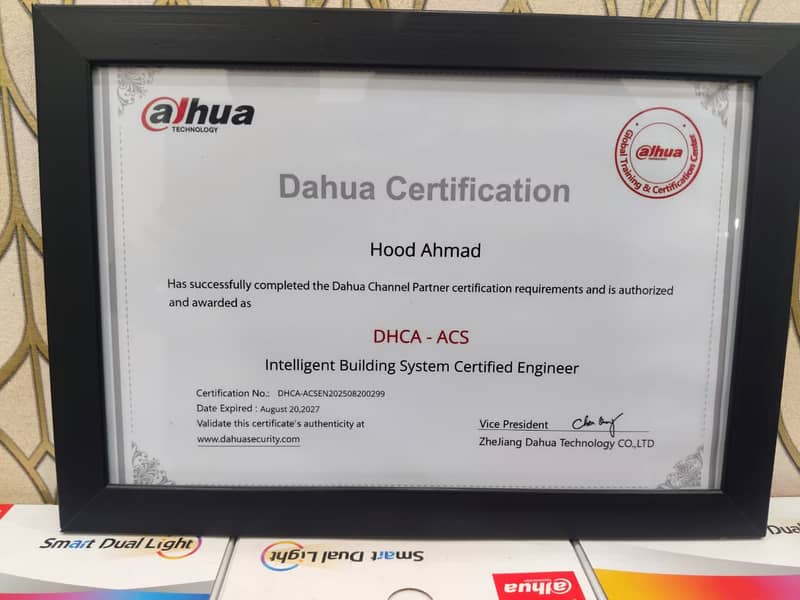 alhua
TECHNOLOGY
alhua
Global Training & Certification Center
Dahua Certification
Hood Ahmad
Has successfully completed the Dahua Channel Partner certification requirements and is authorized
and awarded as
DHCA - ACS
Intelligent Building System Certified Engineer
Certification No.: DHCA-ACSEN202508200299
Date Expired : August 20,2027
Validate this certificate's authenticity at
www.dahuasecurity.com
Vice President
ZheJiang Dahua Technology CO.,LTD
Smart Dual Light
Smart Dual Light
alhua
Dual